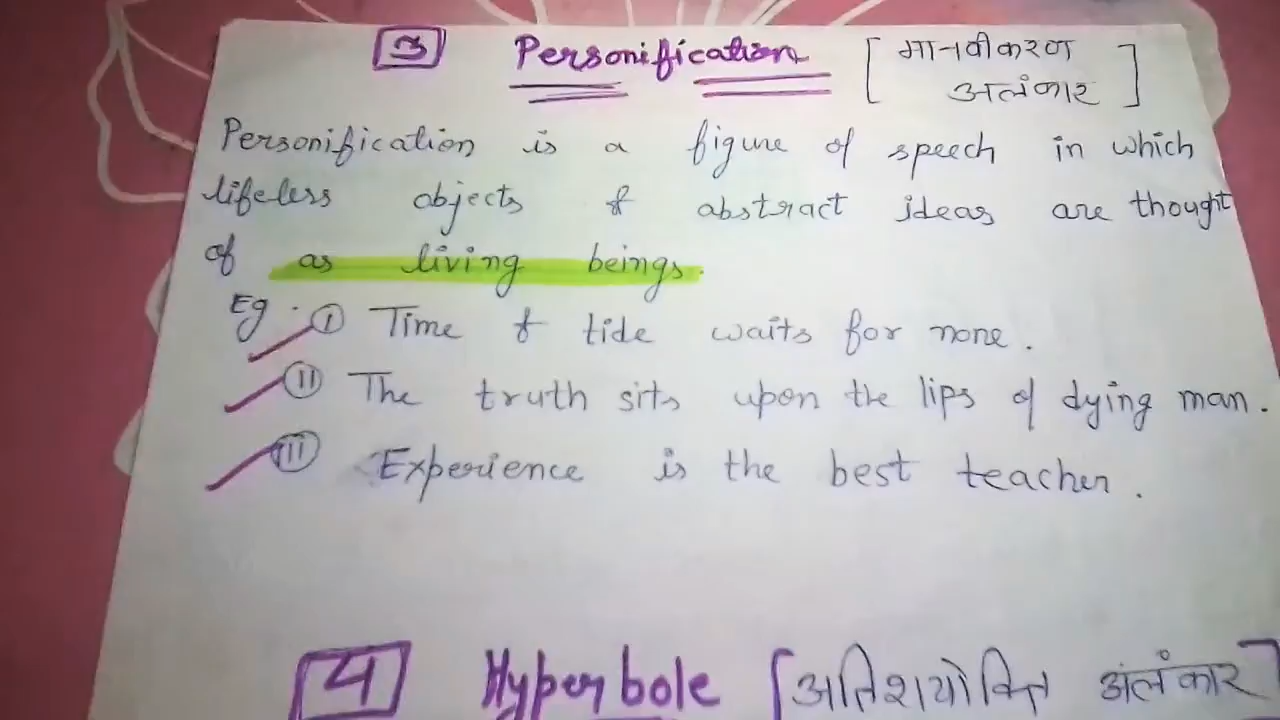 3 Personification [मानवीकरण
अलंकार]
Personification is a figure of speech in which
lifeless objects & abstract ideas are thought
of as living beings.
Eg. I Time & tide waits for none.
II The truth sits upon the lips of dying man.
III Experience is the best teacher.
4 Hyperbole [अतिशयोक्ति अंलंकार]